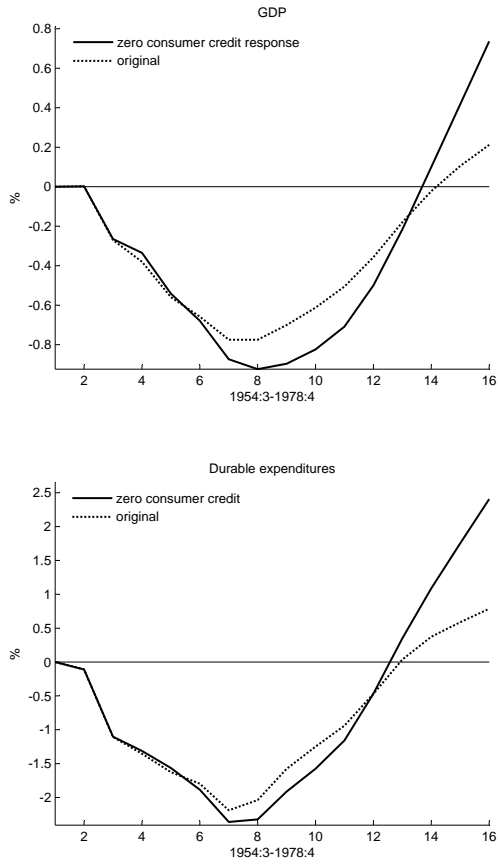 GDP
0.8
zero consumer credit response
0.6
original
0.4
0.2
0
%
-0.2
-0.4
-0.6
-0.8
2 4 6 8 10 12 14 16
1954:3-1978:4
Durable expenditures
2.5
zero consumer credit
2
original
1.5
1
0.5
0
%
-0.5
-1
-1.5
-2
2 4 6 8 10 12 14 16
1954:3-1978:4